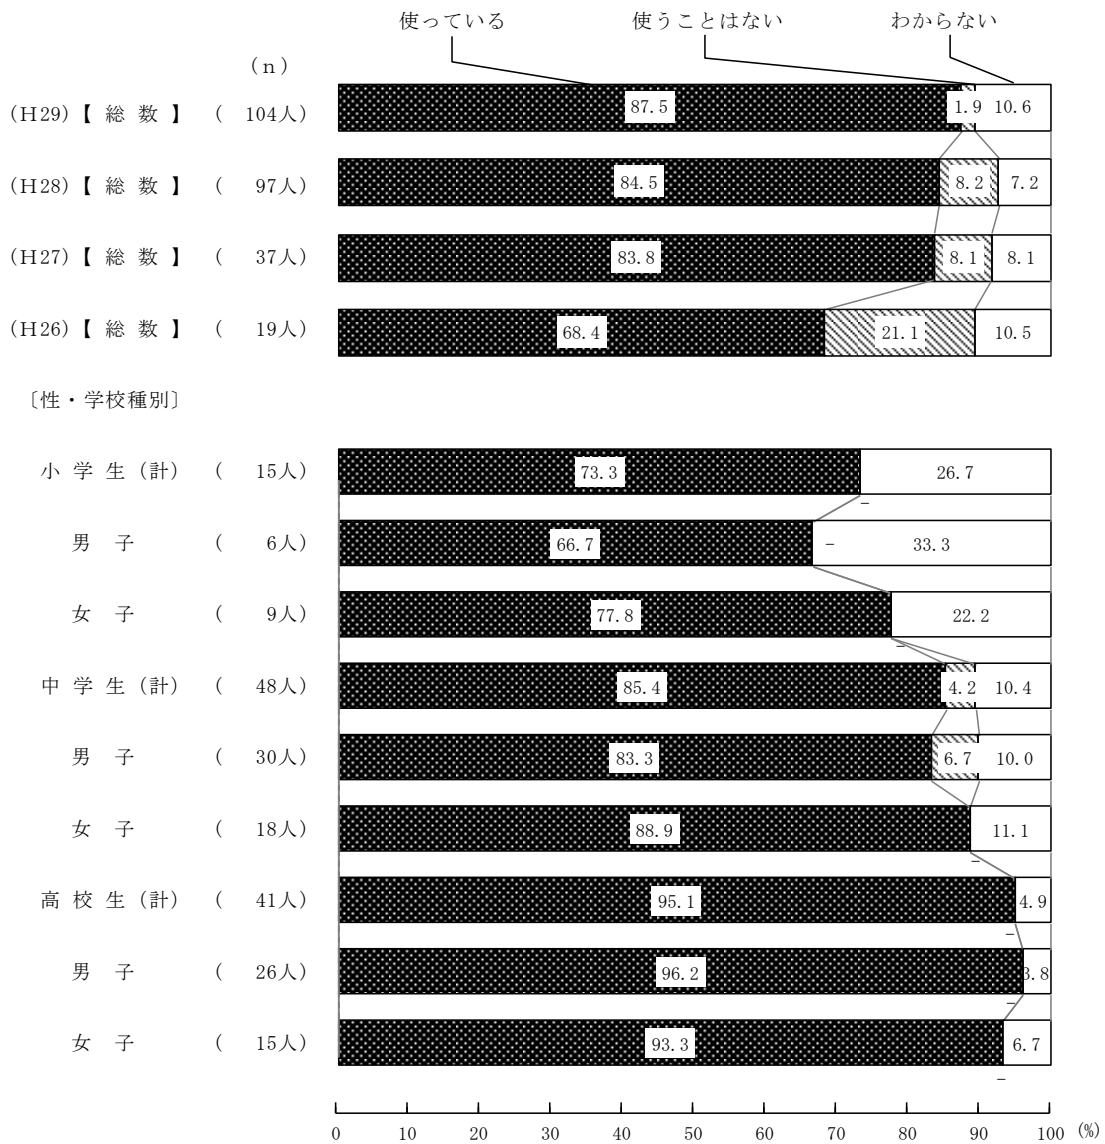 使っている 使うことはない わからない
(n)
(H29)【 総 数 】 ( 104人) 87.5 1.9 10.6
(H28)【 総 数 】 ( 97人) 84.5 8.2 7.2
(H27)【 総 数 】 ( 37人) 83.8 8.1 8.1
(H26)【 総 数 】 ( 19人) 68.4 21.1 10.5
〔性・学校種別〕
小 学 生 (計) ( 15人) 73.3 26.7
－
男 子 ( 6人) 66.7 － 33.3
女 子 ( 9人) 77.8 22.2
－
中 学 生 (計) ( 48人) 85.4 4.2 10.4
男 子 ( 30人) 83.3 6.7 10.0
女 子 ( 18人) 88.9 11.1
－
高 校 生 (計) ( 41人) 95.1 4.9
－
男 子 ( 26人) 96.2 3.8
－
女 子 ( 15人) 93.3 6.7
－
0 10 20 30 40 50 60 70 80 90 100 (%)